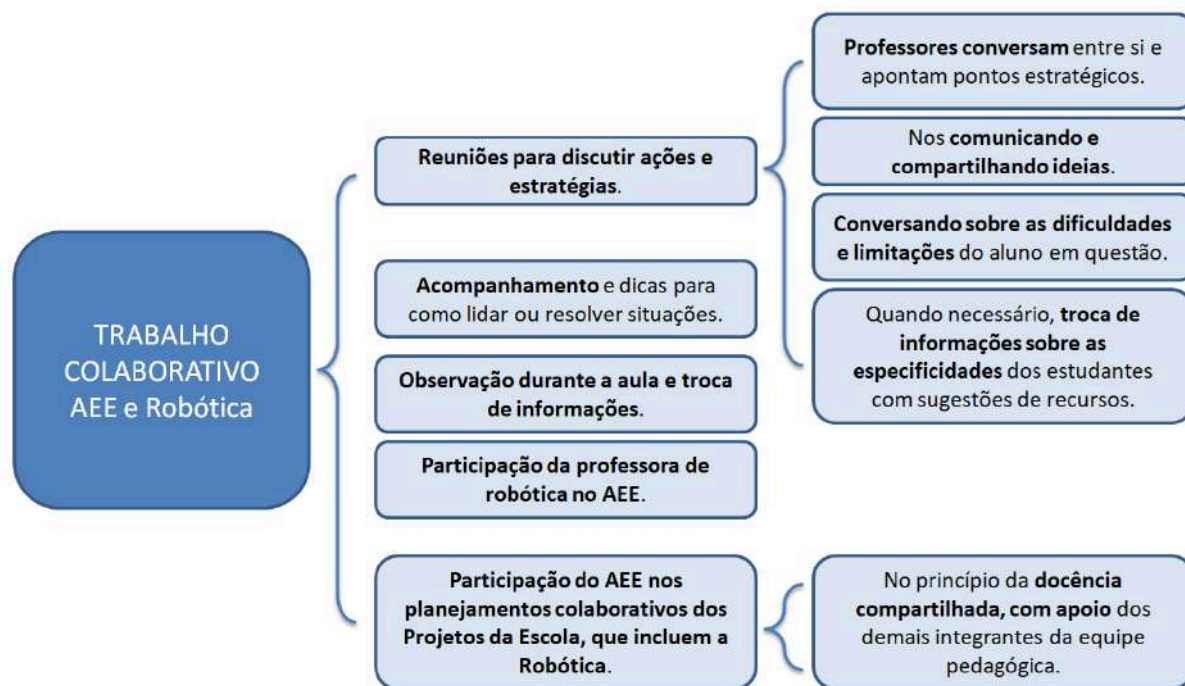 TRABALHO
COLABORATIVO
AEE e Robótica
Reuniões para discutir ações e
estratégias.
Professores conversam entre si e
apontam pontos estratégicos.
Nos comunicando e
compartilhando ideias.
Conversando sobre as dificuldades
e limitações do aluno em questão.
Quando necessário, troca de
informações sobre as
especificidades dos estudantes
com sugestões de recursos.
Acompanhamento e dicas para
como lidar ou resolver situações.
Observação durante a aula e troca
de informações.
Participação da professora de
robótica no AEE.
Participação do AEE nos
planejamentos colaborativos dos
Projetos da Escola, que incluem a
Robótica.
No princípio da docência
compartilhada, com apoio dos
demais integrantes da equipe
pedagógica.